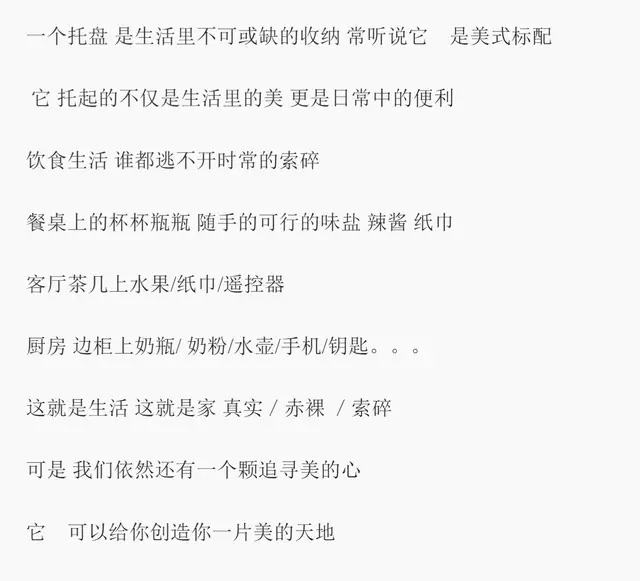 一个托盘 是生活里不可或缺的收纳 常听说它 是美式标配
它 托起的不仅是生活里的美 更是日常中的便利
饮食生活 谁都逃不开时常的索碎
餐桌上的杯杯瓶瓶 随手的可行的味盐 辣酱 纸巾
客厅茶几上水果/纸巾/遥控器
厨房 边柜上奶瓶/ 奶粉/水壶/手机/钥匙。。。
这就是生活 这就是家 真实 / 赤裸 / 索碎
可是 我们依然还有一个颗追寻美的心
它 可以给你创造你一片美的天地